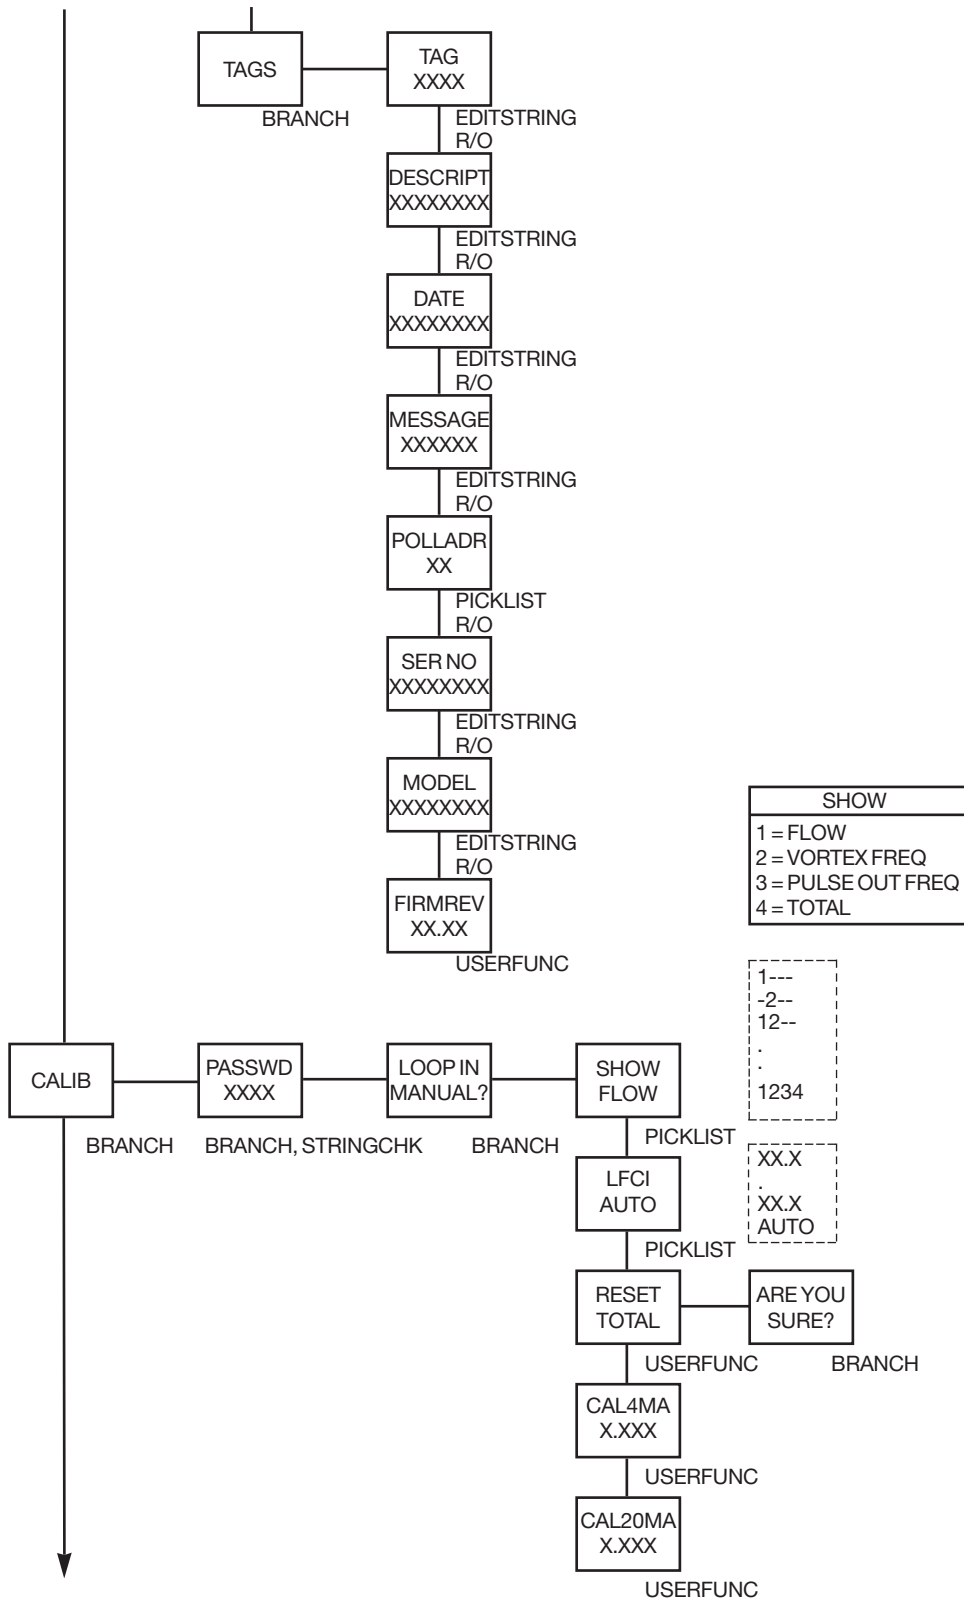 TAGS
BRANCH
TAG
XXXX
EDITSTRING
R/O
DESCRIPT
XXXXXXXX
EDITSTRING
R/O
DATE
XXXXXXXX
EDITSTRING
R/O
MESSAGE
XXXXXX
EDITSTRING
R/O
POLLADR
XX
PICKLIST
R/O
SER NO
XXXXXXXX
EDITSTRING
R/O
MODEL
XXXXXXXX
EDITSTRING
R/O
FIRMREV
XX.XX
USERFUNC
SHOW
1 = FLOW
2 = VORTEX FREQ
3 = PULSE OUT FREQ
4 = TOTAL
1---
-2--
12--
.
.
1234
CALIB
BRANCH
PASSWD
XXXX
BRANCH, STRINGCHK
LOOP IN
MANUAL?
BRANCH
SHOW
FLOW
PICKLIST
LFCI
AUTO
PICKLIST
XX.X
.
XX.X
AUTO
RESET
TOTAL
USERFUNC
ARE YOU
SURE?
BRANCH
CAL4MA
X.XXX
USERFUNC
CAL20MA
X.XXX
USERFUNC